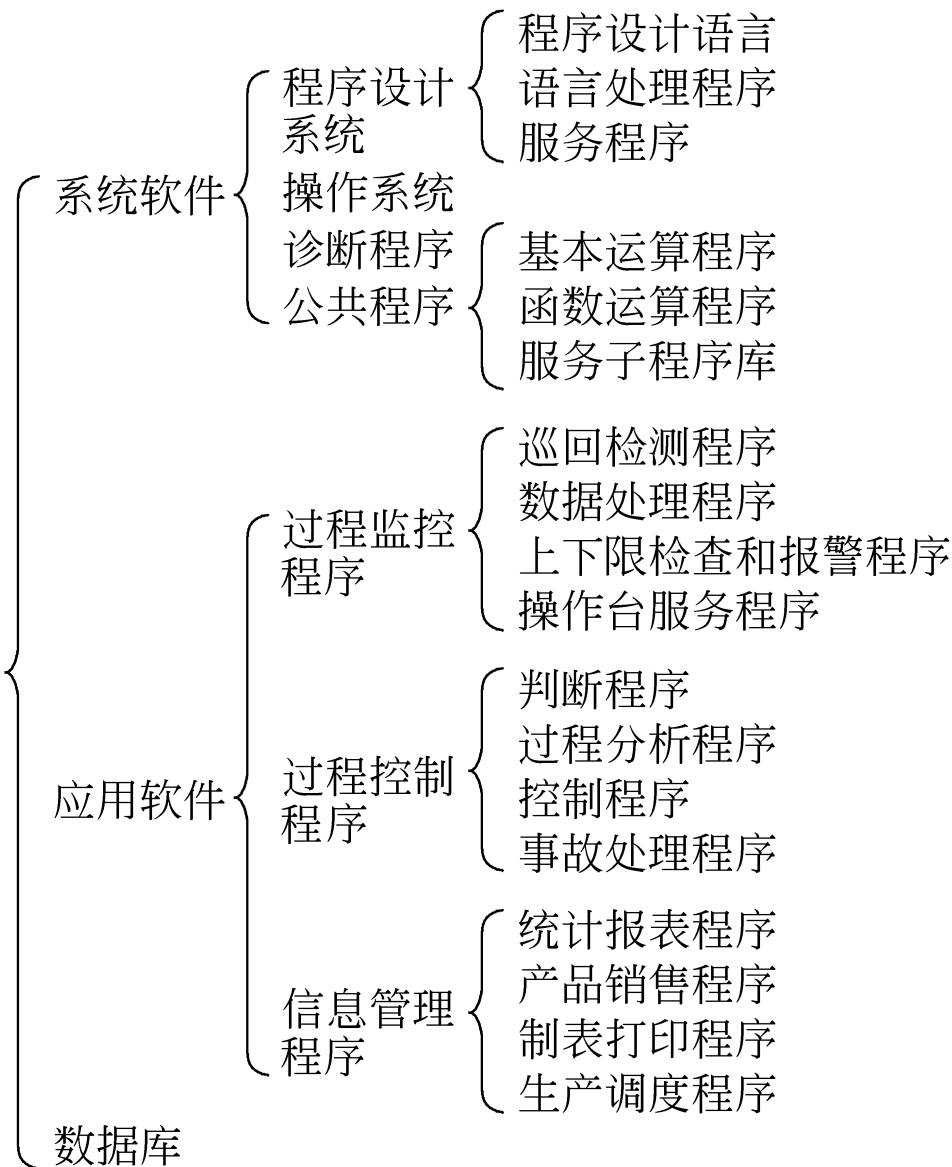 系统软件
程序设计
系统
程序设计语言
语言处理程序
服务程序
操作系统
诊断程序
公共程序
基本运算程序
函数运算程序
服务子程序库
应用软件
过程监控
程序
巡回检测程序
数据处理程序
上下限检查和报警程序
操作台服务程序
过程控制
程序
判断程序
过程分析程序
控制程序
事故处理程序
信息管理
程序
统计报表程序
产品销售程序
制表打印程序
生产调度程序
数据库